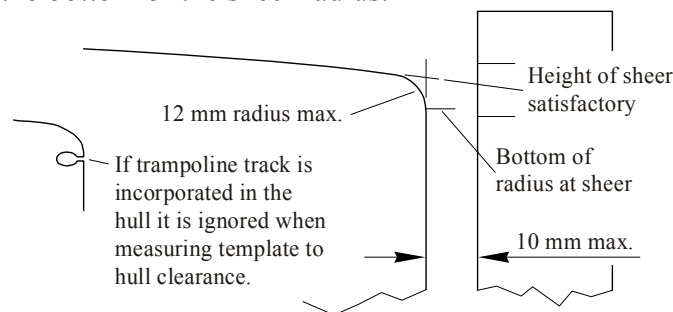 Height of sheer
satisfactory
12 mm radius max.
Bottom of
radius at sheer
If trampoline track is
incorporated in the
hull it is ignored when
measuring template to
hull clearance.
10 mm max.